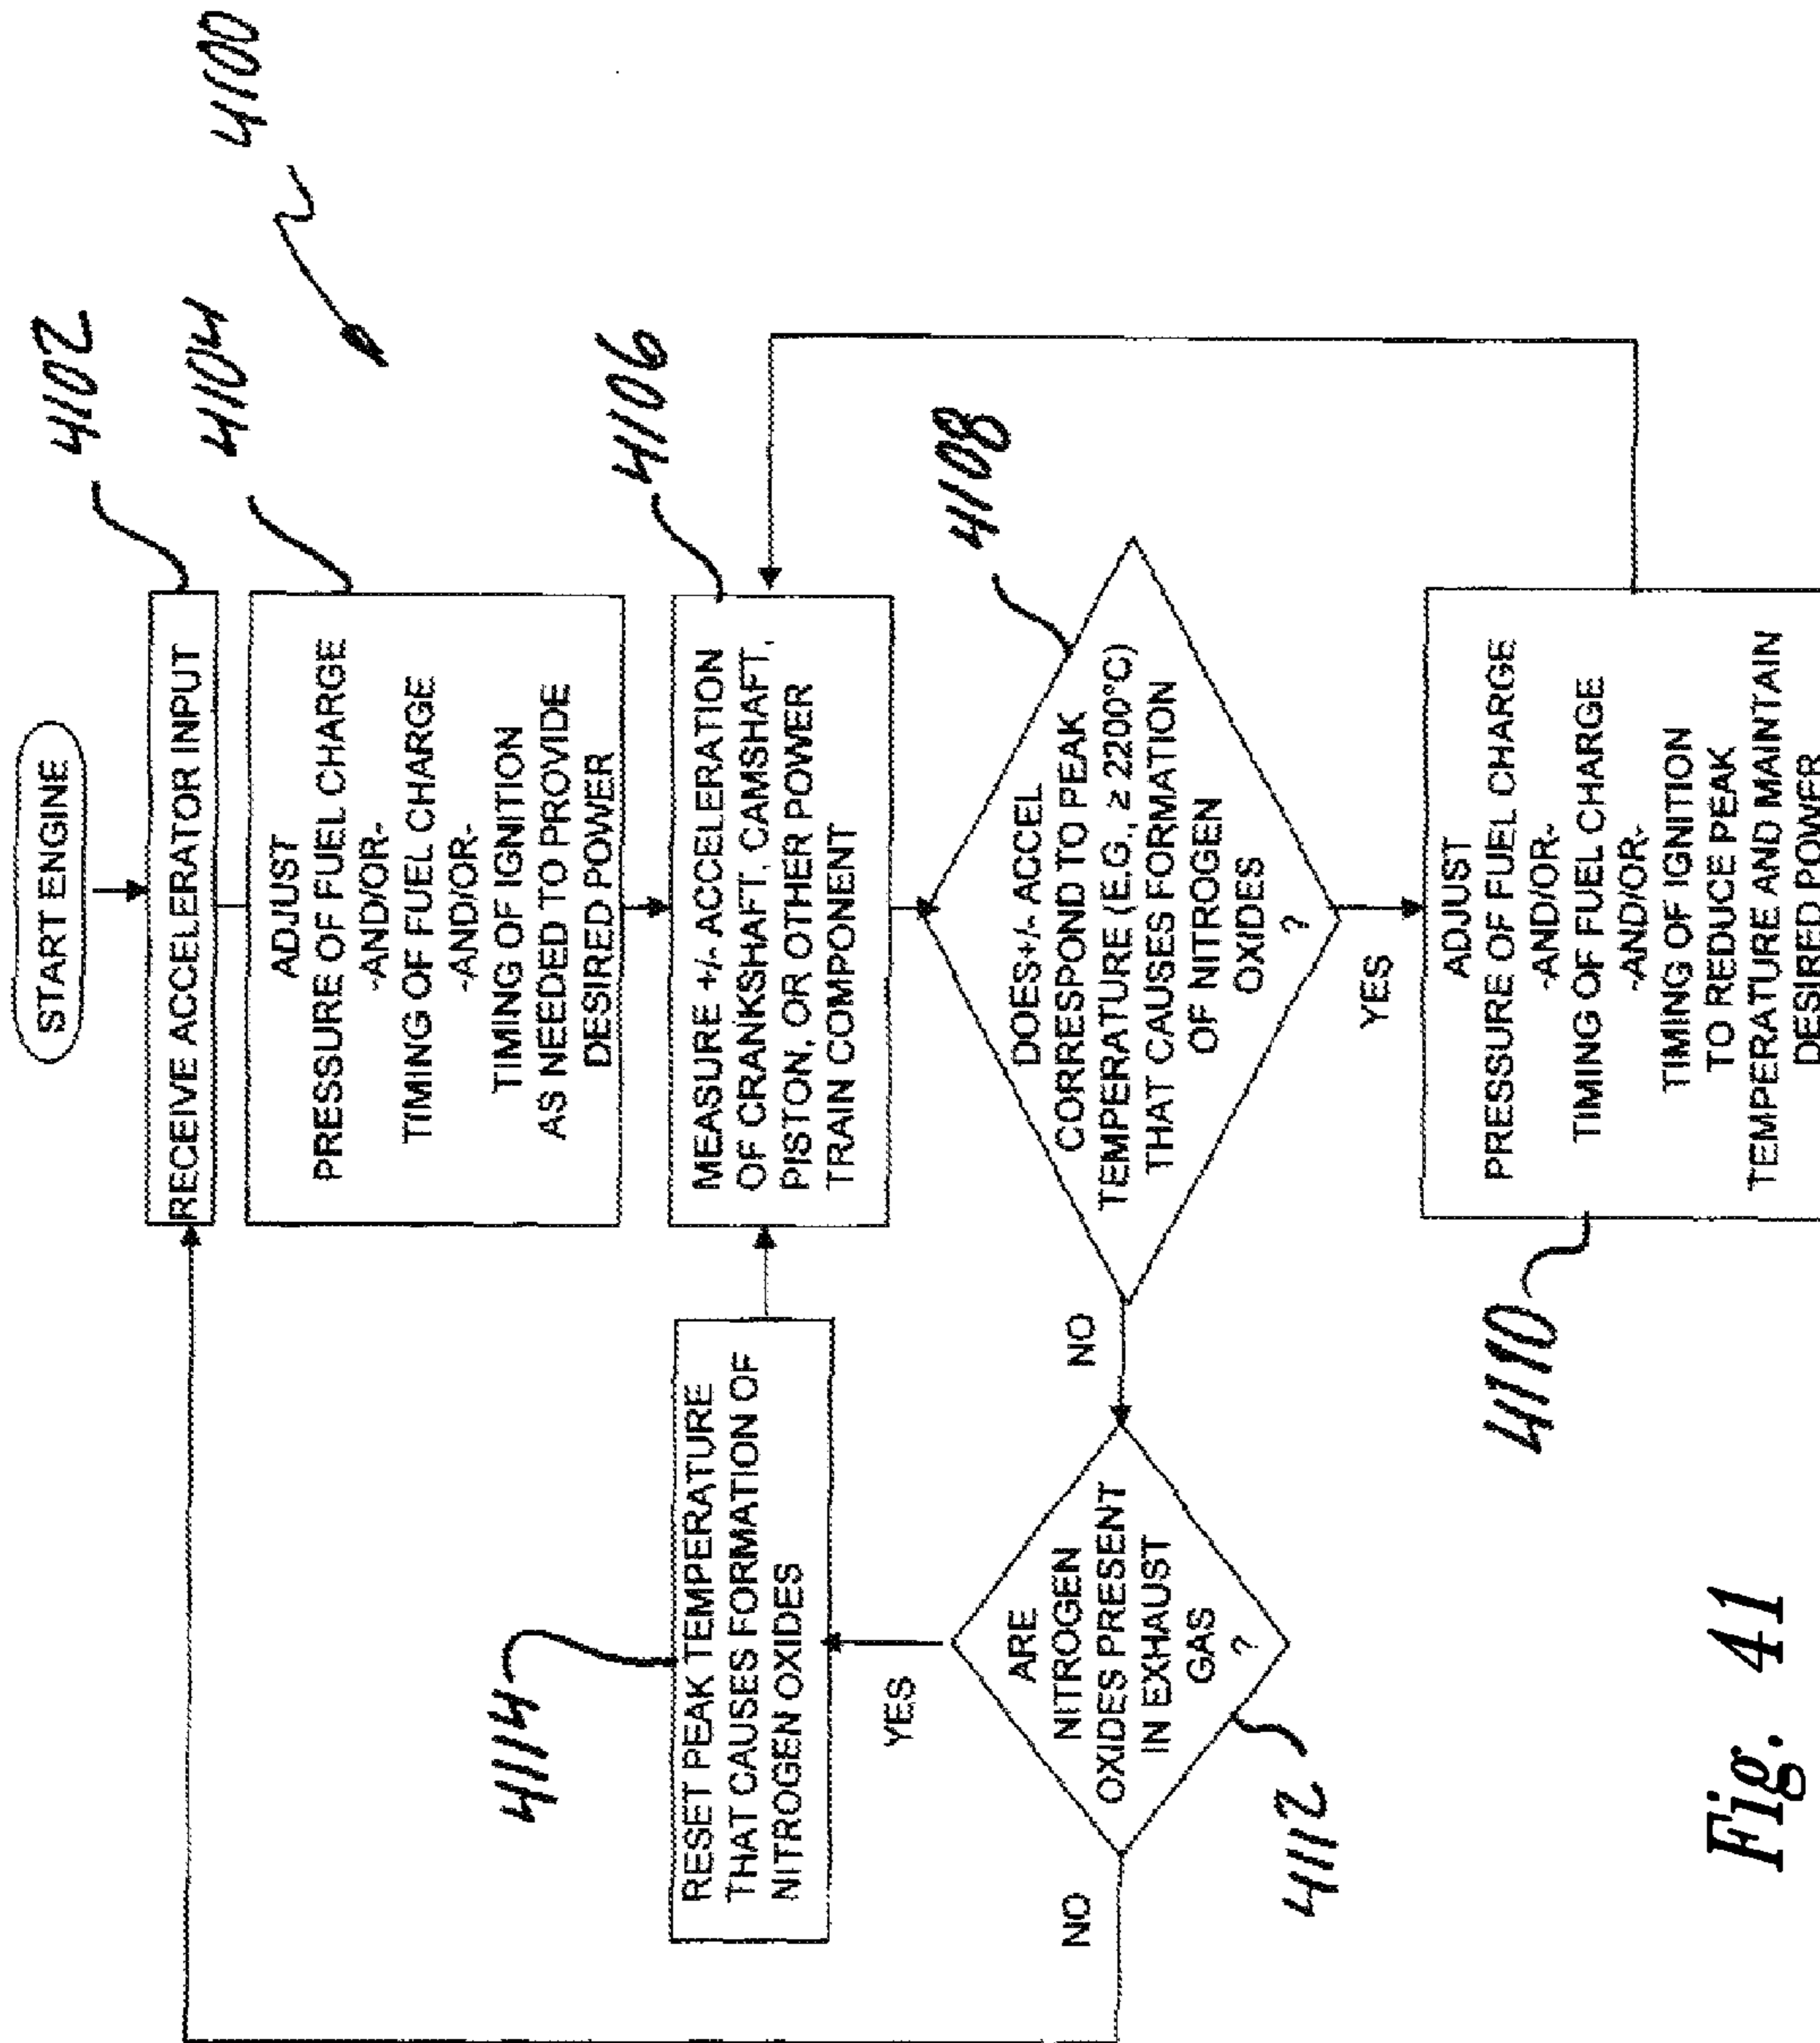 START ENGINE
4102
RECEIVE ACCELERATOR INPUT
4104
4100
ADJUST
PRESSURE OF FUEL CHARGE
-AND/OR-
TIMING OF FUEL CHARGE
-AND/OR-
TIMING OF IGNITION
AS NEEDED TO PROVIDE
DESIRED POWER
4106
MEASURE +/- ACCELERATION
OF CRANKSHAFT, CAMSHAFT,
PISTON, OR OTHER POWER
TRAIN COMPONENT
4108
DOES+/- ACCEL
CORRESPOND TO PEAK
TEMPERATURE (E.G., ≥ 2200°C)
THAT CAUSES FORMATION
OF NITROGEN
OXIDES
?
YES
NO
4110
ADJUST
PRESSURE OF FUEL CHARGE
-AND/OR-
TIMING OF FUEL CHARGE
-AND/OR-
TIMING OF IGNITION
TO REDUCE PEAK
TEMPERATURE AND MAINTAIN
DESIRED POWER
4114
RESET PEAK TEMPERATURE
THAT CAUSES FORMATION OF
NITROGEN OXIDES
YES
ARE
NITROGEN
OXIDES PRESENT
IN EXHAUST
GAS
?
NO
4112
Fig. 41